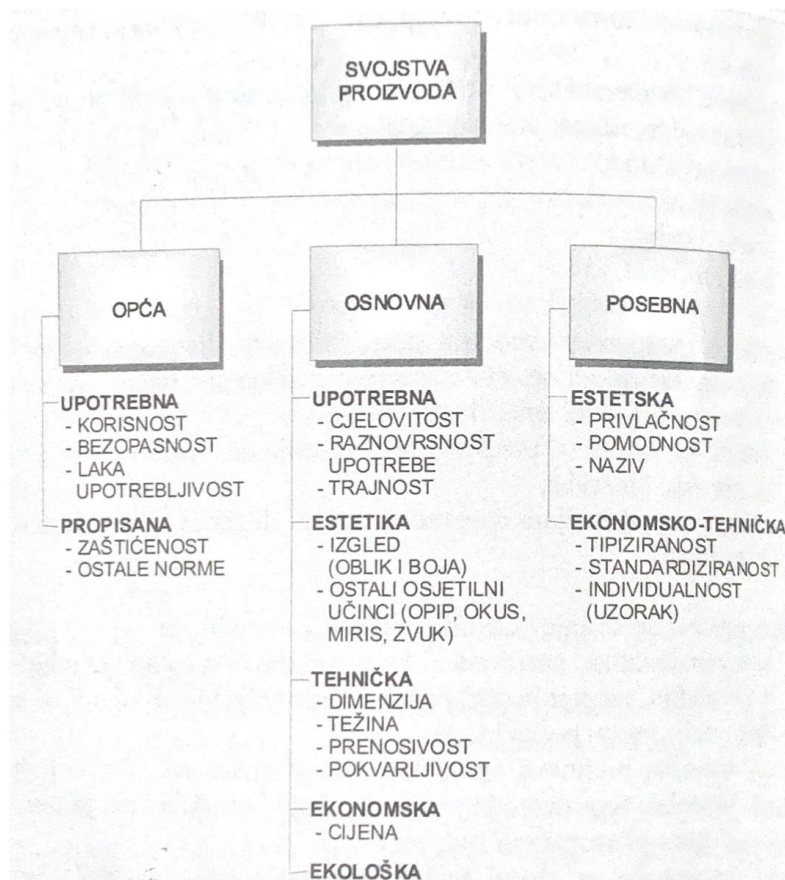 SVOJSTVA
PROIZVODA
OPĆA
UPOTREBNA
- KORISNOST
- BEZOPASNOST
- LAKA
UPOTREBLJIVOST
PROPISANA
- ZAŠTIĆENOST
- OSTALE NORME
OSNOVNA
UPOTREBNA
- CJELOVITOST
- RAZNOVRSNOST
UPOTREBE
- TRAJNOST
ESTETIKA
- IZGLED
(OBLIK I BOJA)
- OSTALI OSJETILNI
UČINCI (OPIP, OKUS,
MIRIS, ZVUK)
TEHNIČKA
- DIMENZIJA
- TEŽINA
- PRENOSIVOST
- POKVARLJIVOST
EKONOMSKA
- CIJENA
EKOLOŠKA
POSEBNA
ESTETSKA
- PRIVLAČNOST
- POMODNOST
- NAZIV
EKONOMSKO-TEHNIČKA
- TIPIZIRANOST
- STANDARDIZIRANOST
- INDIVIDUALNOST
(UZORAK)